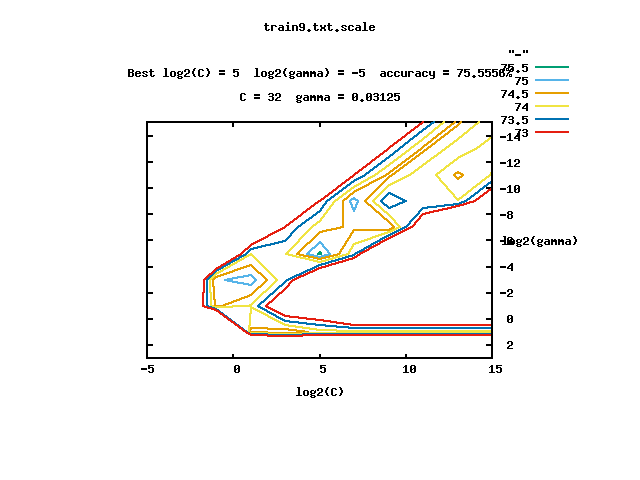 train9.txt.scale
"-"
Best log2(C) = 5  log2(gamma) = -5  accuracy = 75.5556%
C = 32  gamma = 0.03125
75.5
75
74.5
74
73.5
73
-14
-12
-10
-8
-6
log2(gamma)
-4
-2
0
2
-5 0 5 10 15
log2(C)